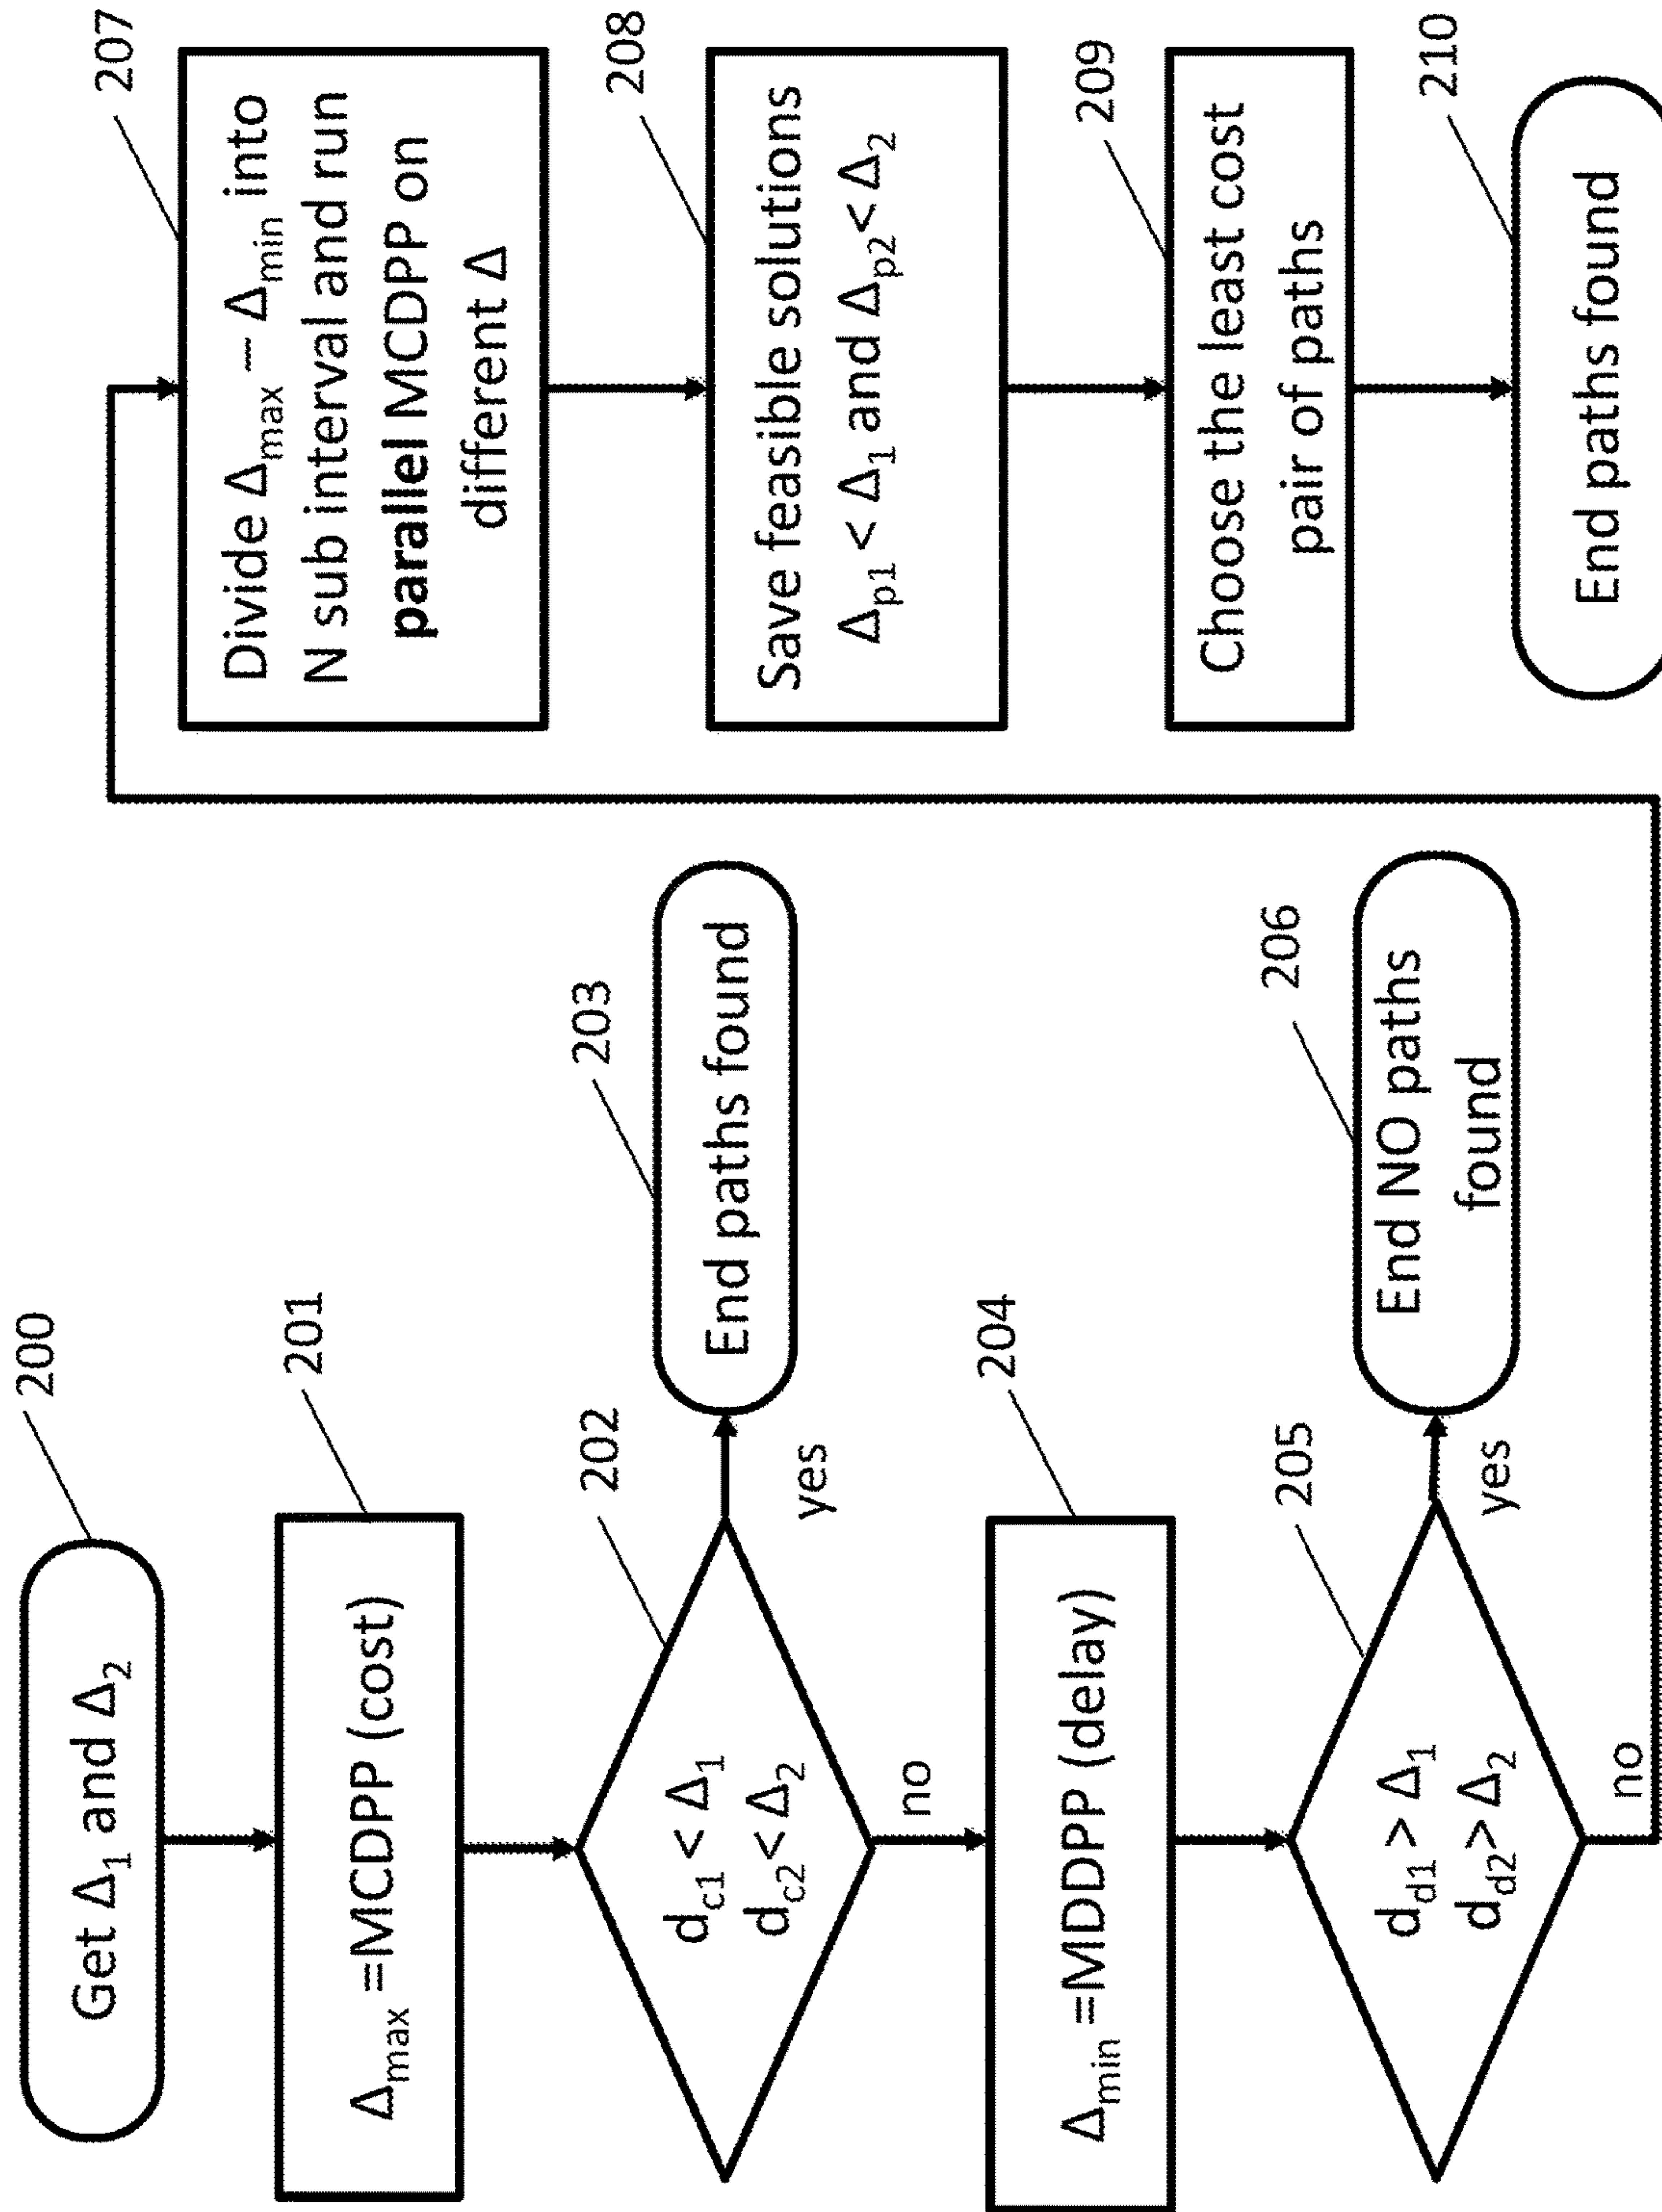 200
Get Δ1 and Δ2
201
Δmax =MCDPP (cost)
202
dc1 < Δ1
dc2 < Δ2
yes
203
End paths found
no
204
Δmin =MDDPP (delay)
205
dd1 > Δ1
dd2 > Δ2
yes
206
End NO paths
found
no
207
Divide Δmax – Δmin into
N sub interval and run
parallel MCDPP on
different Δ
208
Save feasible solutions
Δp1 < Δ1 and Δp2 < Δ2
209
Choose the least cost
pair of paths
210
End paths found